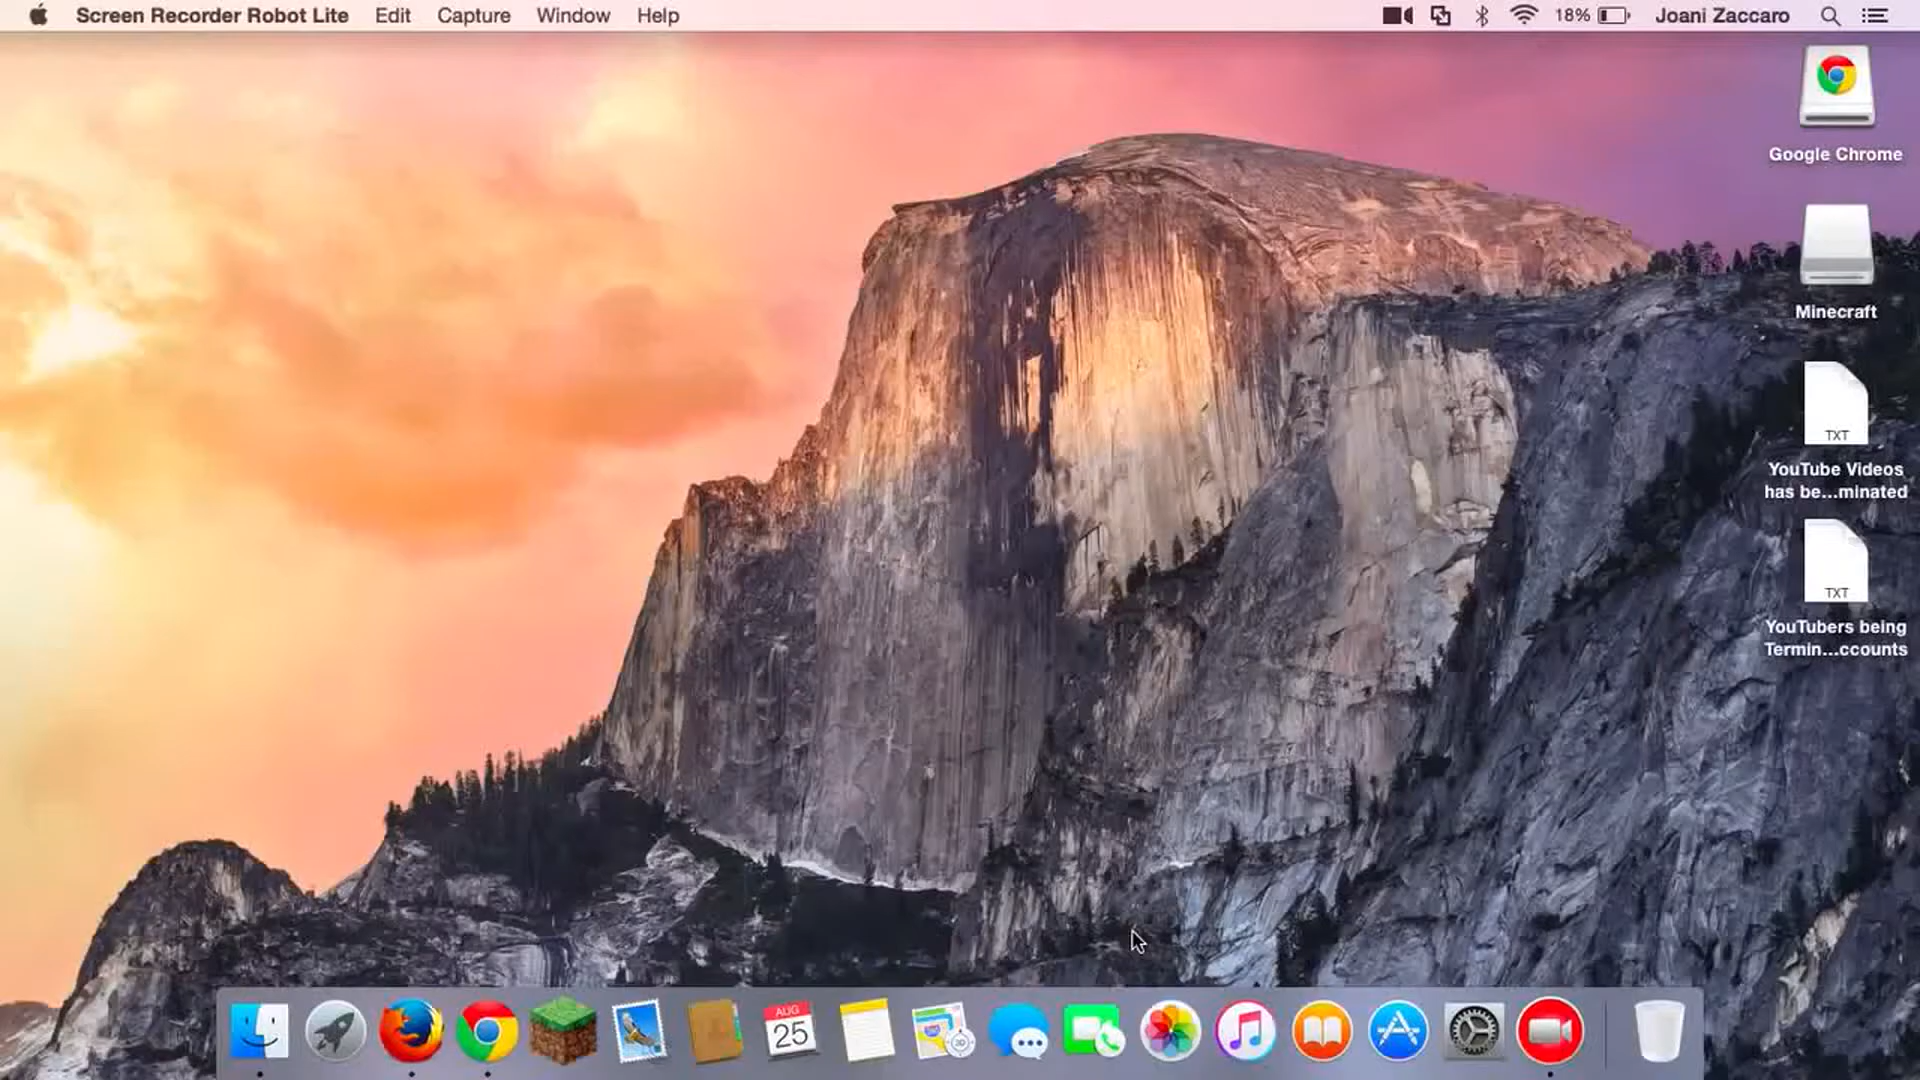 Screen Recorder Robot Lite Edit Capture Window Help 18% Joani Zaccaro
Google Chrome
Minecraft
TXT
YouTube Videos
has be...minated
TXT
YouTubers being
Termin...ccounts
AUG
25
3D